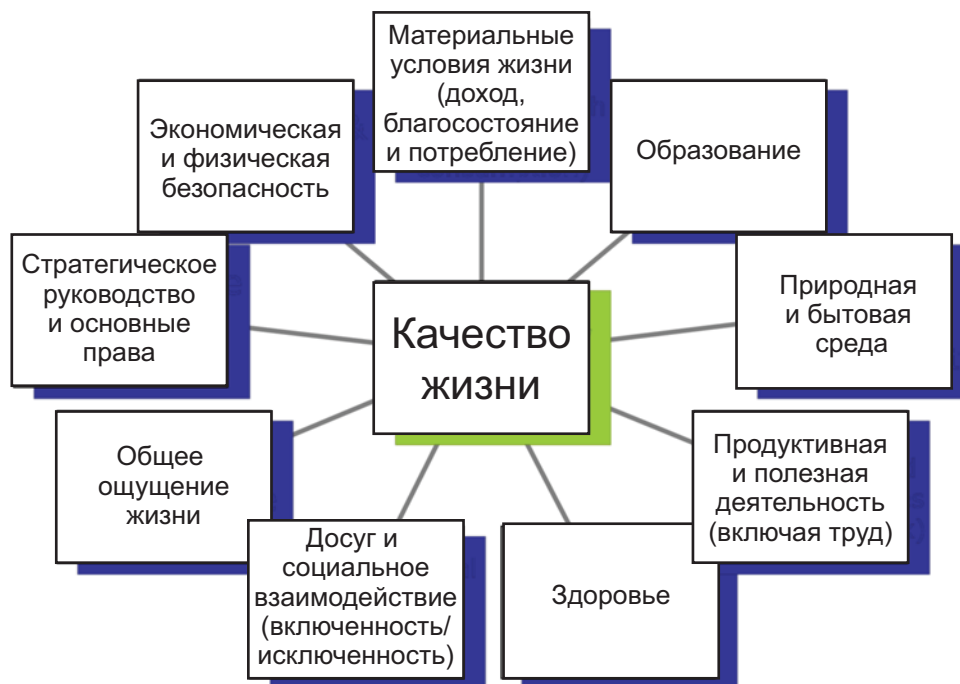 Материальные
условия жизни
(доход,
благосостояние
и потребление)
Экономическая
и физическая
безопасность
Образование
Стратегическое
руководство
и основные
права
Природная
и бытовая
среда
Качество
жизни
Общее
ощущение
жизни
Продуктивная
и полезная
деятельность
(включая труд)
Досуг и
социальное
взаимодействие
(включенность/
исключенность)
Здоровье